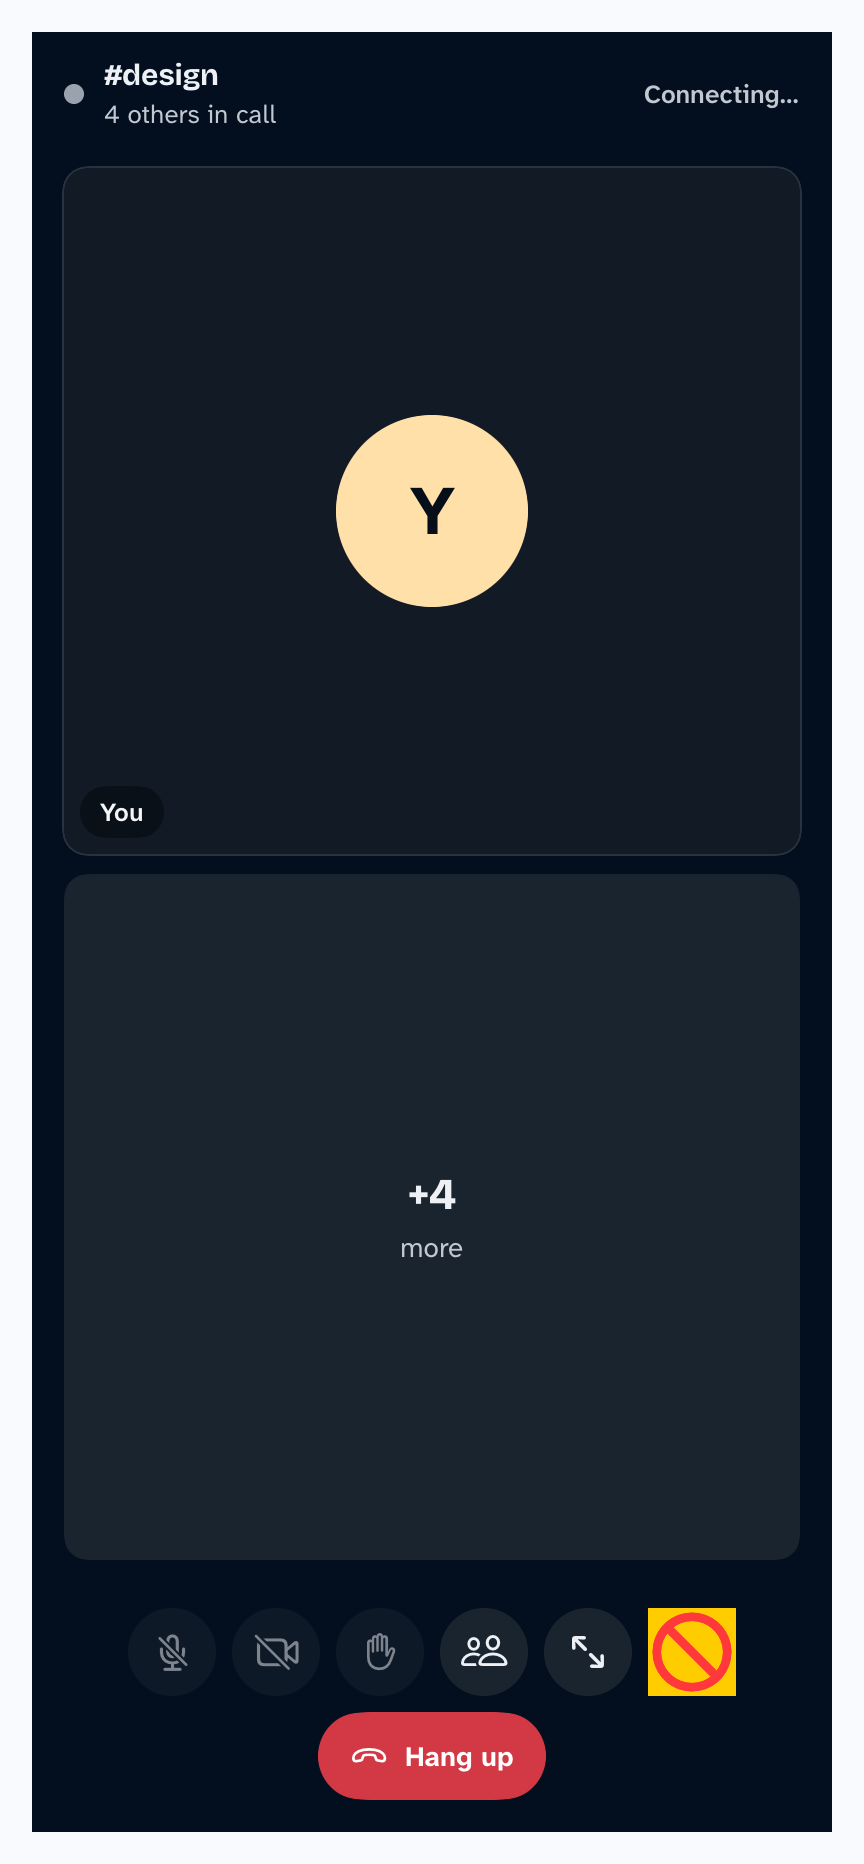 #design
4 others in call
Connecting...
Y
You
+4
more
Hang up